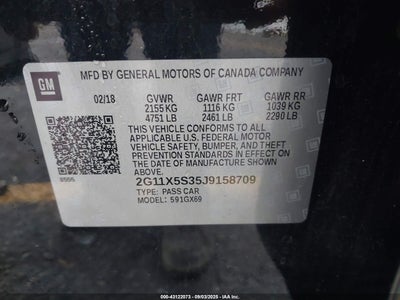 GM
MFD BY GENERAL MOTORS OF CANADA COMPANY
02/18 GVWR GAWR FRT GAWR RR
2155 KG 1116 KG 1039 KG
4751 LB 2461 LB 2290 LB
THIS VEHICLE CONFORMS TO ALL
APPLICABLE U.S. FEDERAL MOTOR
VEHICLE SAFETY, BUMPER, AND THEFT
PREVENTION STANDARDS IN EFFECT ON
THE DATE OF MANUFACTURE SHOWN
ABOVE.
2G11X5S35J9158709
TYPE: PASS CAR
MODEL: 591GX69
000-43122073 - 09/03/2025 - IAAI.COM